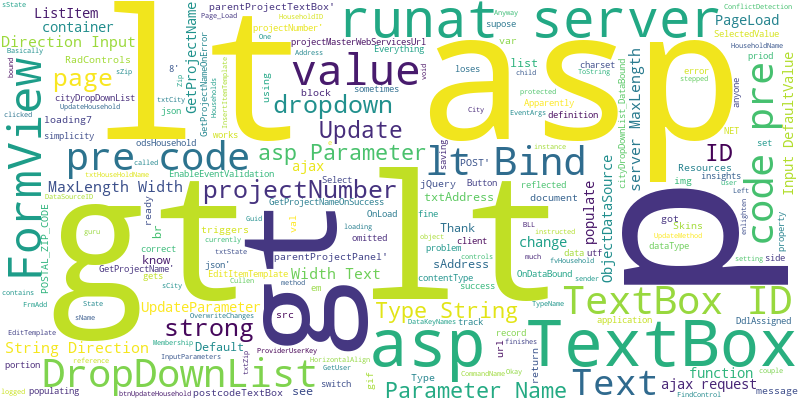 sState
ListItem
container
Direction Input
page
RadControls
8'
Page_Load
HouseholdID
parentProjectTextBox'
projectNumber'
One
GetProjectName
GetProjectNameOnError
Address
Households
InsertItemTemplate
lt
runat server
projectMasterWebServicesUrl
Everything
value
block
sometimes
dropdown
using
Update
asp
ConflictDetection
SelectedValue
PageLoad
HouseholdName
supose
Anyway
var
list
ToString
child
loses
charset
Apparently
definition
City
void
EventArgs
protected
error
stepped
priod
anyone
NET
server MaxLength
cityDropDownlist_DataBound
code pre
Input DefaultValue
set
Basically
bound
sZip
cityDropDownList
UpdateHousehold
clicked
loading7
simplicity
Zip
txtCity
json
works
FormView
pre code
asp Parameter
odsHousehold
ajax
lt Bind
POST'
saving
instance
ID
Resources
insights
user
Left
enlighten
property
MaxLength Width
txtHouseHoldName
called
EnableEventValidation
projectNumber
Select
jQuery
Button
reflected
txtAddress
document
ObjectDataSource
populate
img
DataSourceID
GetProjectNameOnSuccess
OnLoad
fine
Thank
got
Skins
UpdateMethod
side
POSTAL_ZIP_CODE
guru
ready
br
Guid
triggers
val
loading
problem
correct
currently
omitted
txtState
object
BLL
client
change
utf
dataType
setting
know
json'
parentProjectPanel'
sAddress
data
GetProjectName'
gets
EditItemTemplate
Width Text
OnDataBound
controls
sender
gt
lt
d
contains
State
sCity
Cullen
method
em
contentType
success
TypeName
application
DdlAssigned
FrmAdd
sName
UpdateParameter
src
Type String
asp TextBox
TextBox ID
strong
OverwriteChanges
track
DataKeyNames
record
url
function
couple
String Direction
Default
Reference
EditTemplate
Membership
InputParameters
ProviderUserKey
HorizontalAlign
finishes
Type
return
Text
ajax request
portion
DropDownList
txtZip
GetUser
gif
CommandName
Okay
populating
logged
btnUpdateHousehold
postcodeTextBox
see
switch
Parameter Name
FindControl
message
much